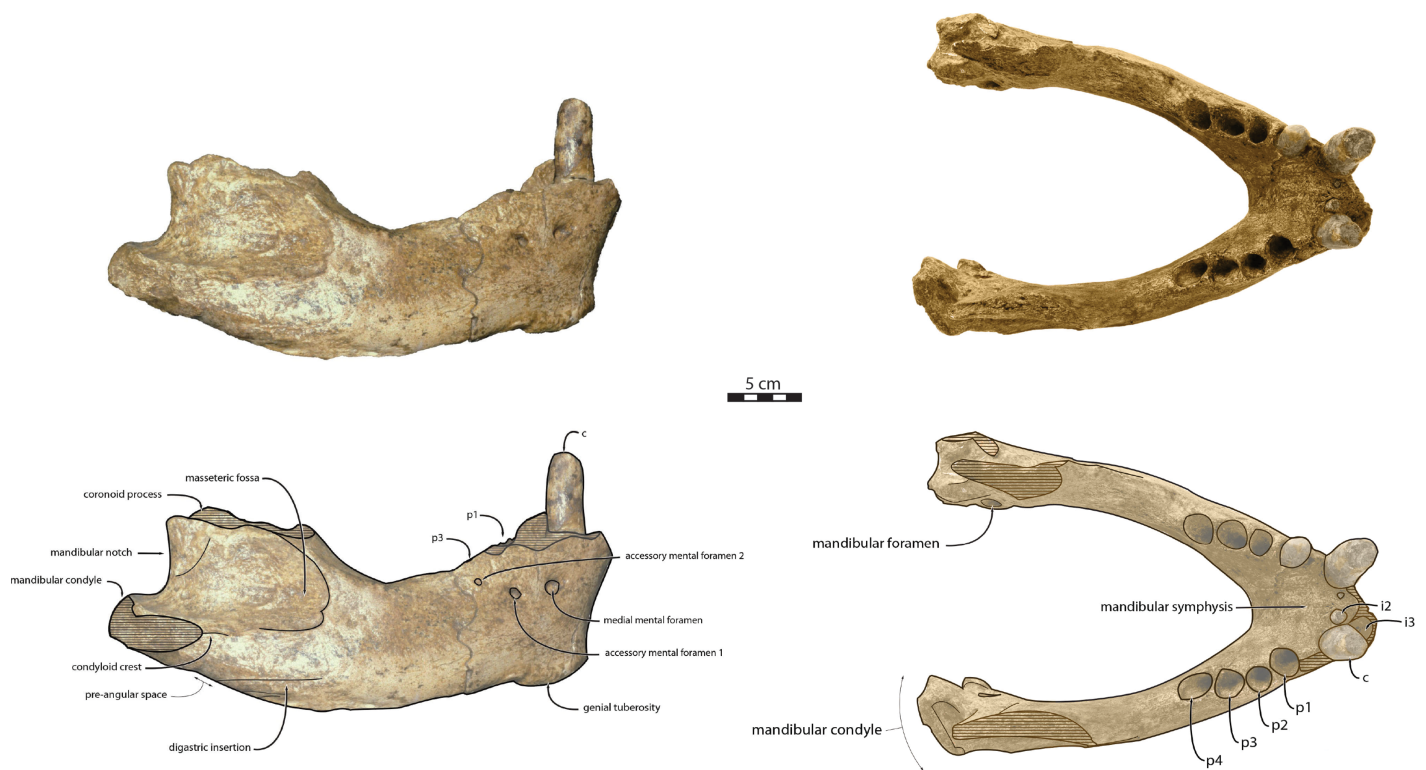 5 cm
c
masseteric fossa
coronoid process
p1
p3
mandibular notch
accessory mental foramen 2
mandibular condyle
medial mental foramen
accessory mental foramen 1
condyloid crest
pre-angular space
genial tuberosity
digastric insertion
mandibular foramen
mandibular symphysis
i2
i3
c
mandibular condyle
p1
p2
p3
p4